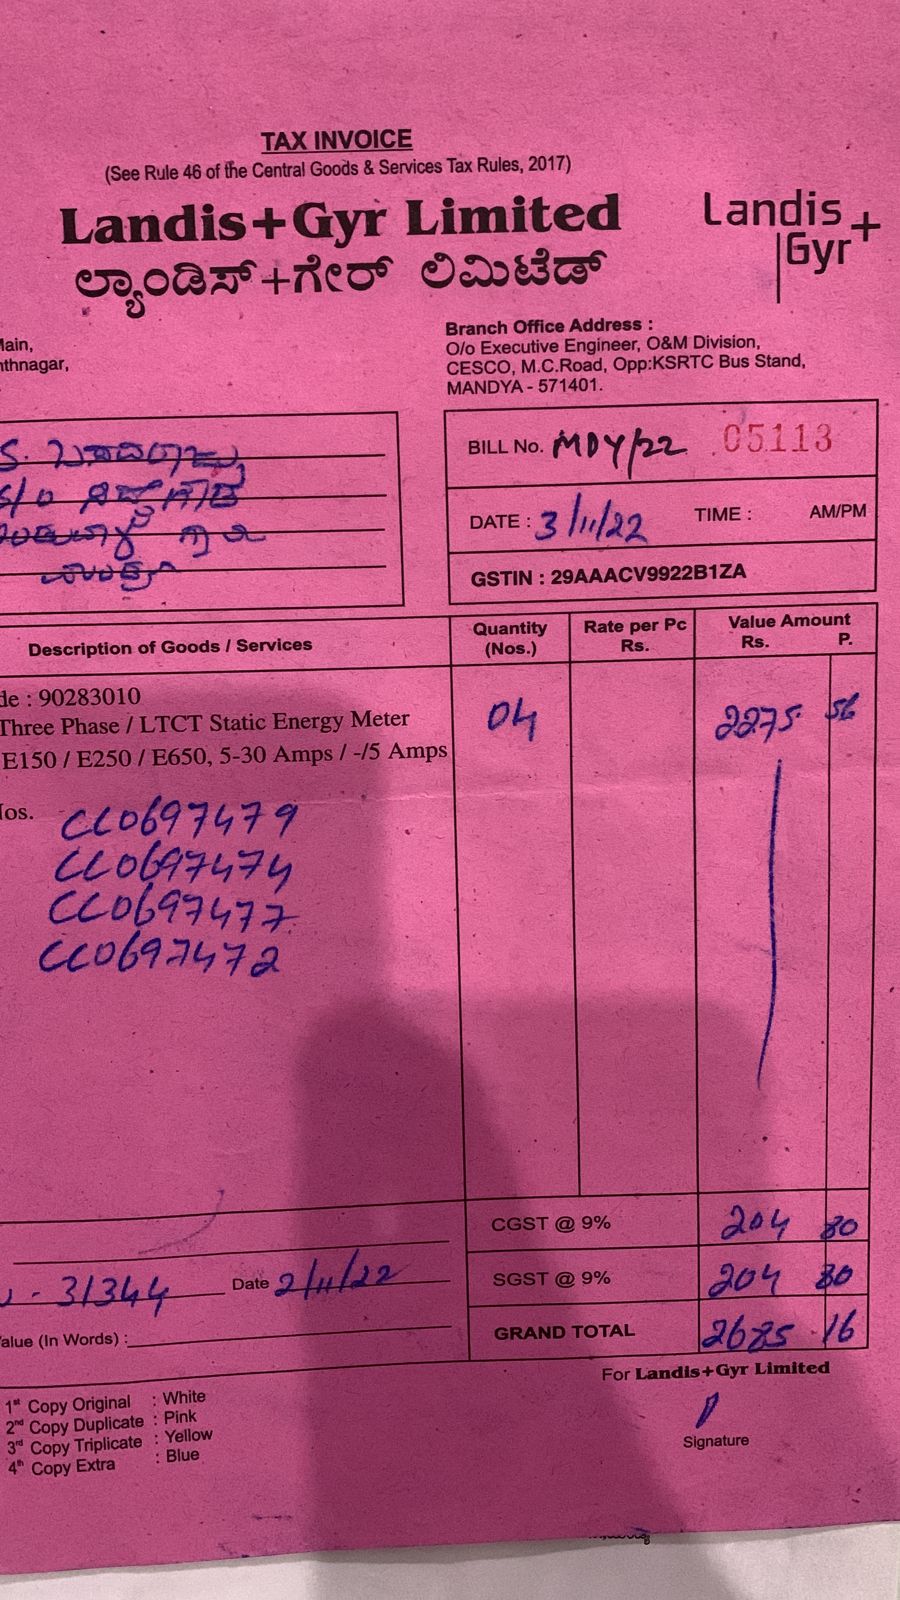 TAX INVOICE
(See Rule 46 of the Central Goods & Services Tax Rules, 2017)
Landis+Gyr Limited
ಲ್ಯಾಂಡಿಸ್+ಗೇರ್ ಲಿಮಿಟೆಡ್
Landis
Gyr+
Main,
nthnagar,
Branch Office Address :
O/o Executive Engineer, O&M Division,
CESCO, M.C.Road, Opp:KSRTC Bus Stand,
MANDYA - 571401.
BILL No. MDY/22 05113
DATE : 3/11/22 TIME : AM/PM
GSTIN : 29AAACV9922B1ZA
Description of Goods / Services Quantity (Nos.) Rate per Pc Rs. Value Amount Rs. P.
de : 90283010
Three Phase / LTCT Static Energy Meter 04 2275 56
E150 / E250 / E650, 5-30 Amps / -/5 Amps
Nos.
CC0697479
CC0697474
CC0697477
CC0697472
CGST @ 9% 204 80
SGST @ 9% 204 80
31344 Date 2/11/22
GRAND TOTAL 2685 16
Value (In Words) :
For Landis+Gyr Limited
Signature
1st Copy Original : White
2nd Copy Duplicate : Pink
3rd Copy Triplicate : Yellow
4th Copy Extra : Blue